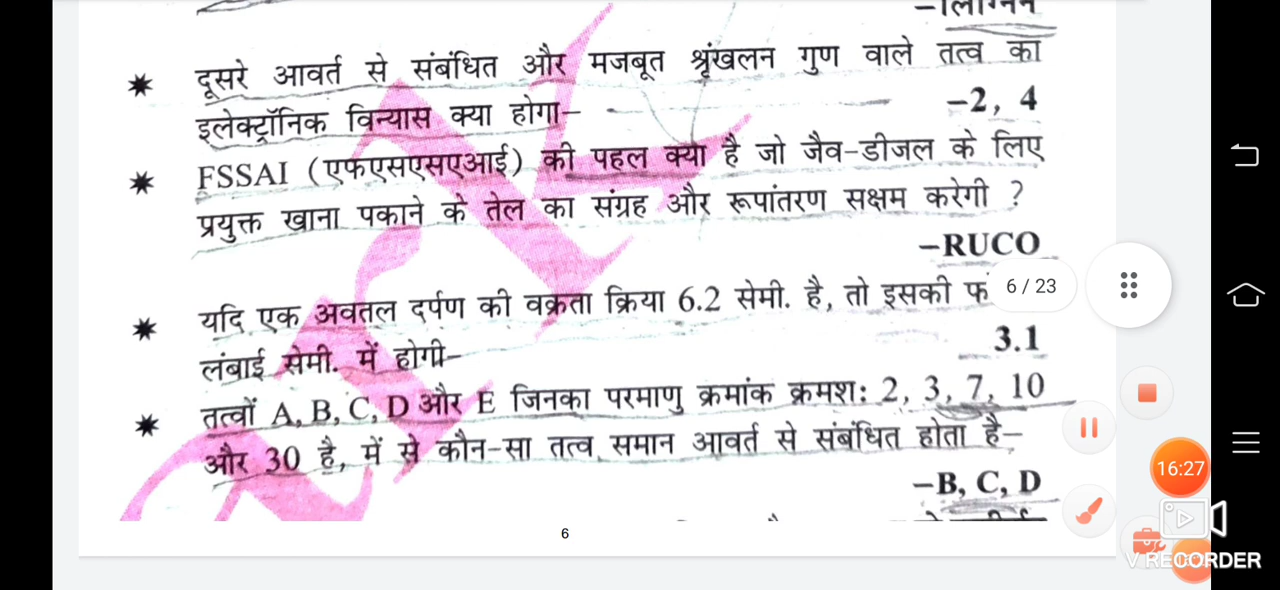 –लिग्निन
✷ दूसरे आवर्त से संबंधित और मजबूत श्रृंखलन गुण वाले तत्व का
इलेक्ट्रॉनिक विन्यास क्या होगा– –2, 4
✷ FSSAI (एफएसएसएआई) की पहल क्या है जो जैव-डीजल के लिए
प्रयुक्त खाना पकाने के तेल का संग्रह और रूपांतरण सक्षम करेगी ?
–RUCO
✷ यदि एक अवतल दर्पण की वक्रता क्रिया 6.2 सेमी. है, तो इसकी फ
6 / 23
लंबाई सेमी. में होगी– 3.1
✷ तत्वों A, B, C, D और E जिनका परमाणु क्रमांक क्रमश: 2, 3, 7, 10
और 30 है, में से कौन-सा तत्व समान आवर्त से संबंधित होता है–
–B, C, D
6
16:27
V RECORDER